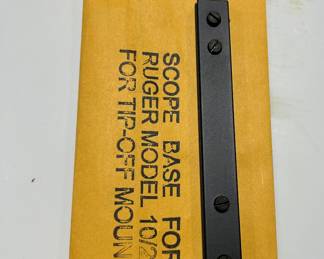 SCOPE BASE FOR
RUGER MODEL 10/2
FOR TIP-OFF MOUN